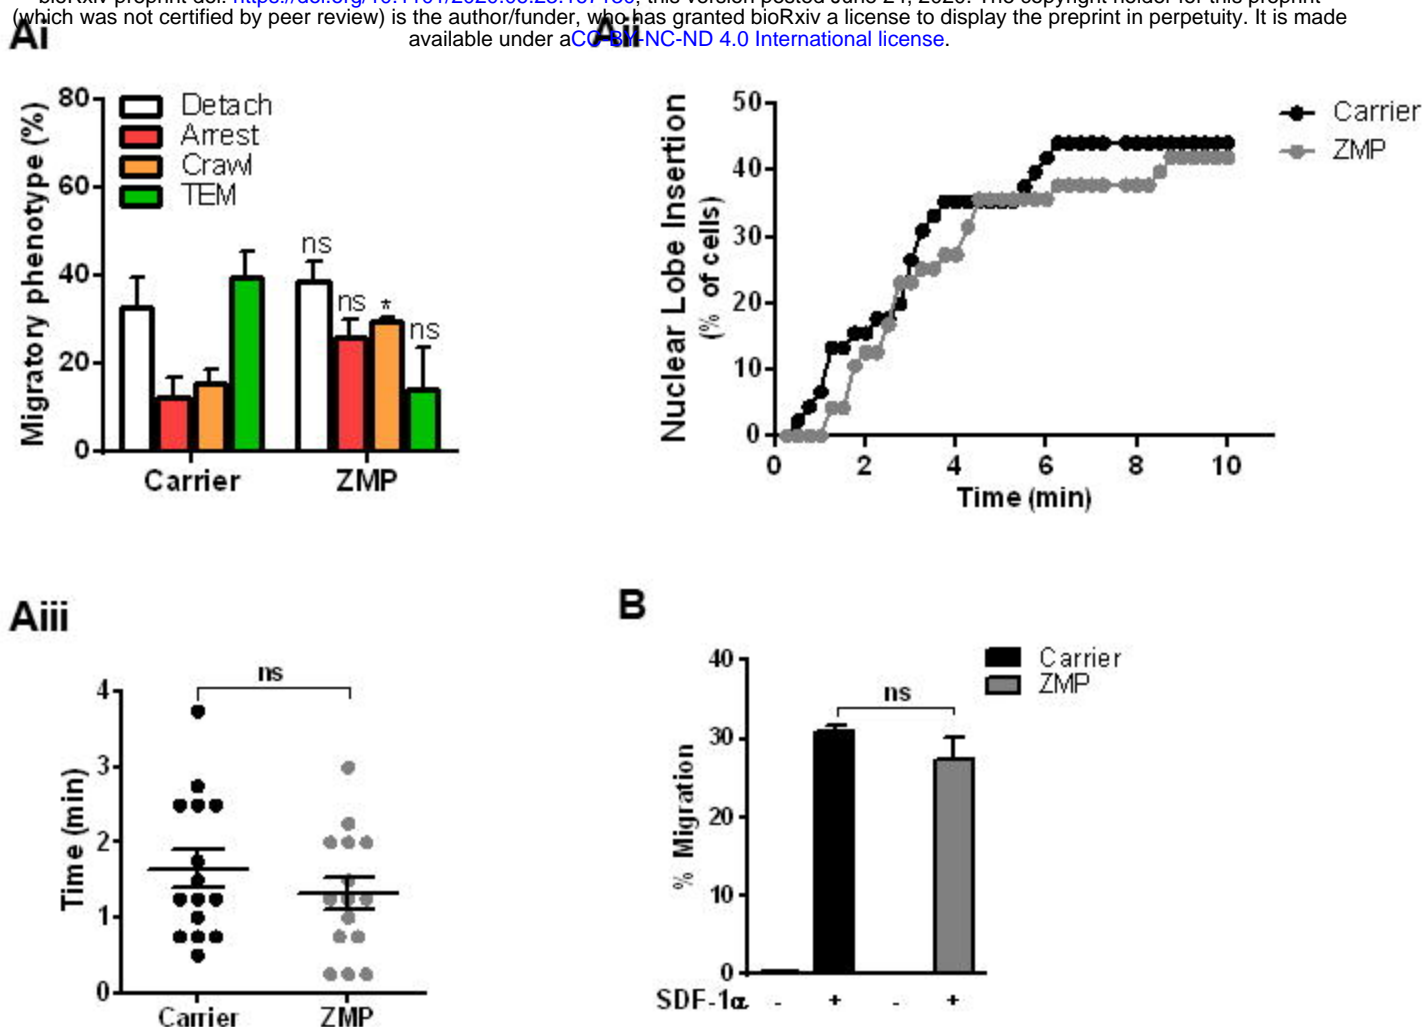 (which was not certified by peer review) is the author/funder, who has granted bioRxiv a license to display the preprint in perpetuity. It is made
available under aCC-BY-NC-ND 4.0 International license.
Ai
Aii
80
60
40
20
0
Migratory phenotype (%)
Detach
Arrest
Crawl
TEM
ns
ns
*
ns
Carrier
ZMP
50
40
30
20
10
0
Nuclear Lobe Insertion
(% of cells)
Carrier
ZMP
0 2 4 6 8 10
Time (min)
Aiii
ns
4
3
2
1
0
Time (min)
Carrier
ZMP
B
40
30
20
10
0
% Migration
Carrier
ZMP
ns
SDF-1α - + - +